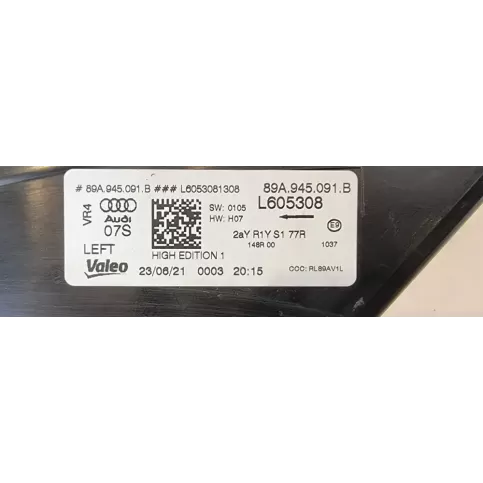 # 89A.945.091.B ### L6053081308
89A.945.091.B
VR4
Audi
07S
SW: 0105
HW: H07
L605308
E9
LEFT
HIGH EDITION 1
2aY R1Y S1 77R
148R 00
1037
Valeo
23/06/21 0003 20:15
COC: RL89AV1L